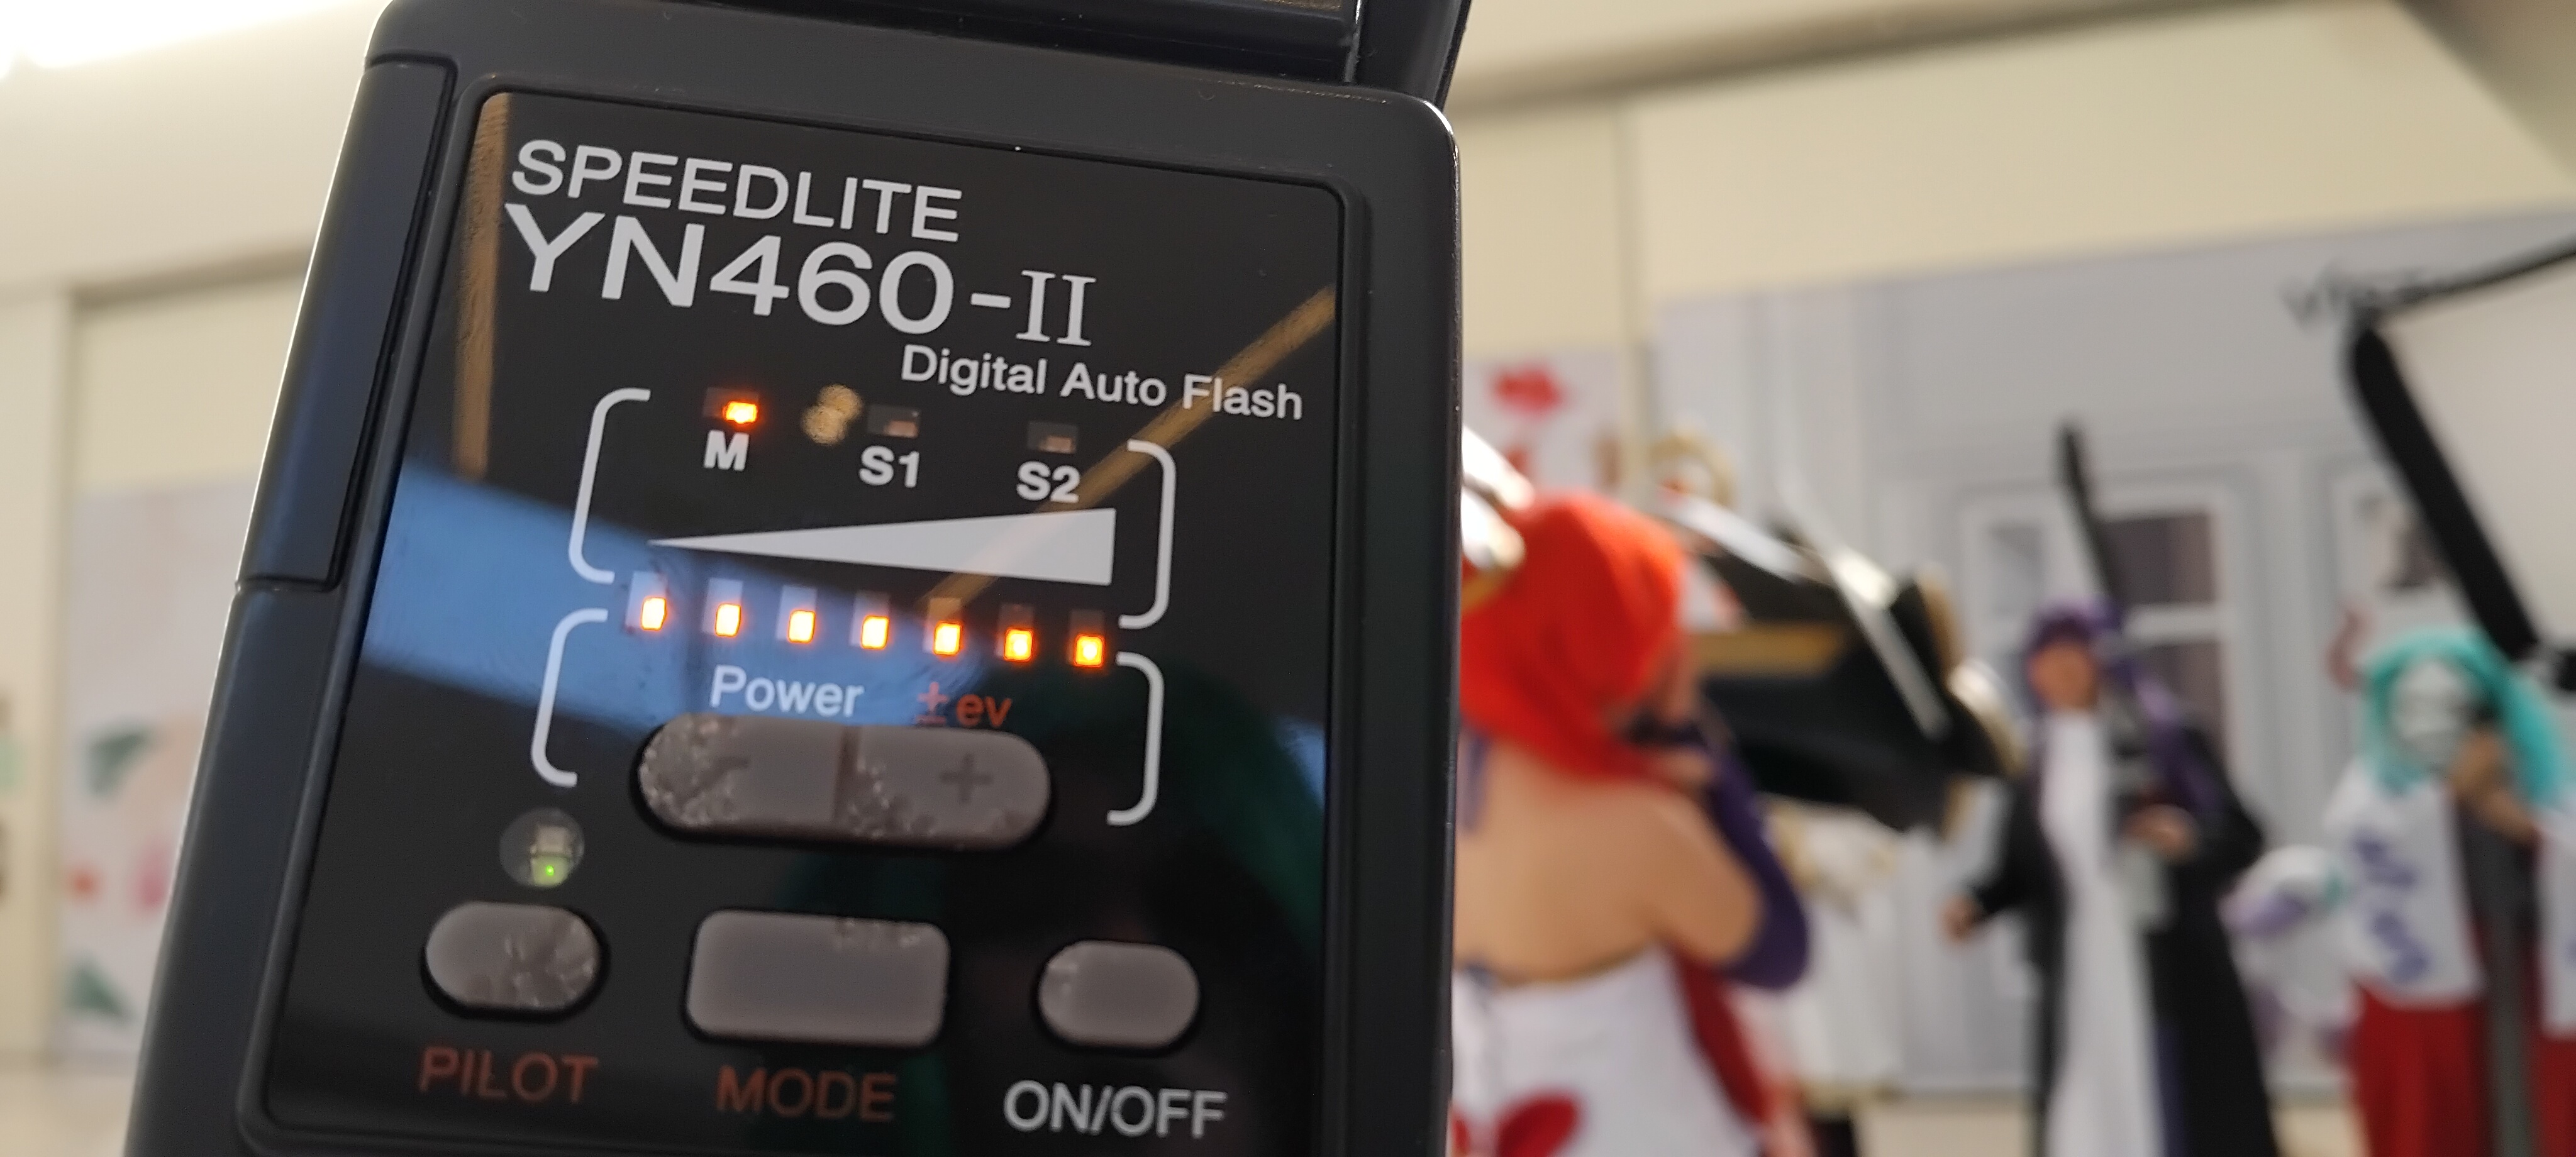 SPEEDLITE
YN460-II
Digital Auto Flash
M S1 S2
Power ±ev
- +
PILOT MODE ON/OFF